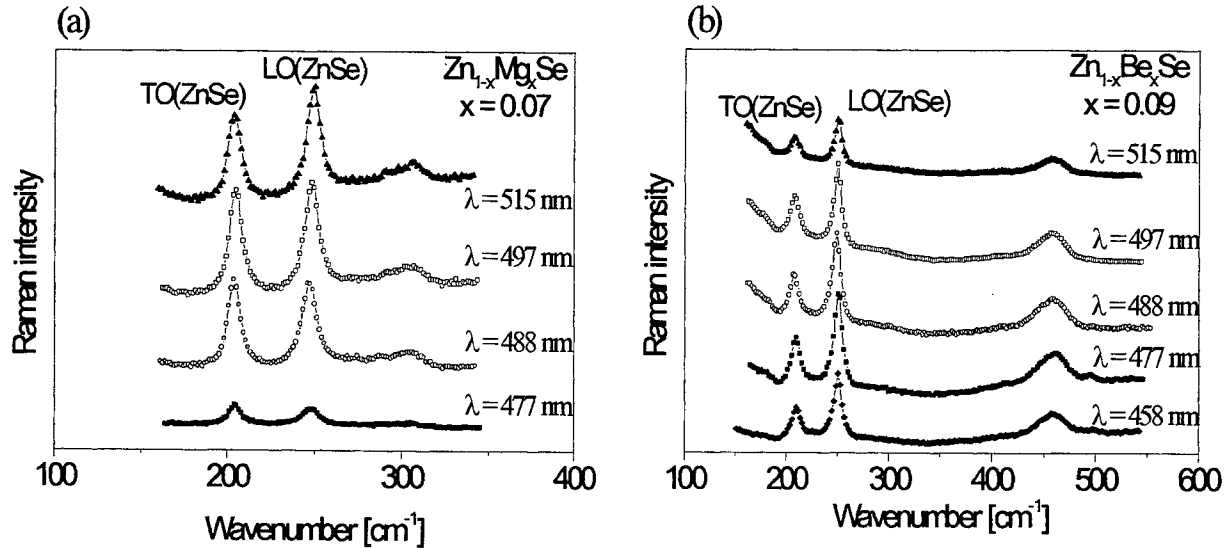 (a)
Raman intensity
TO(ZnSe)
LO(ZnSe)
Zn₁₋ₓMgₓSe
x = 0.07
λ = 515 nm
λ = 497 nm
λ = 488 nm
λ = 477 nm
100 200 300 400
Wavenumber [cm⁻¹]
(b)
Raman intensity
TO(ZnSe)
LO(ZnSe)
Zn₁₋ₓBeₓSe
x = 0.09
λ = 515 nm
λ = 497 nm
λ = 488 nm
λ = 477 nm
λ = 458 nm
100 200 300 400 500 600
Wavenumber [cm⁻¹]